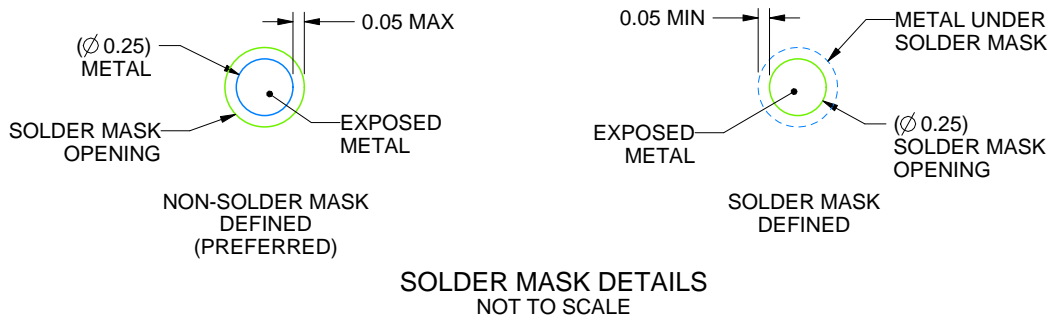 0.05 MAX
(Ø 0.25)
METAL
SOLDER MASK
OPENING
EXPOSED
METAL
NON-SOLDER MASK
DEFINED
(PREFERRED)
0.05 MIN
METAL UNDER
SOLDER MASK
EXPOSED
METAL
(Ø 0.25)
SOLDER MASK
OPENING
SOLDER MASK
DEFINED
SOLDER MASK DETAILS
NOT TO SCALE